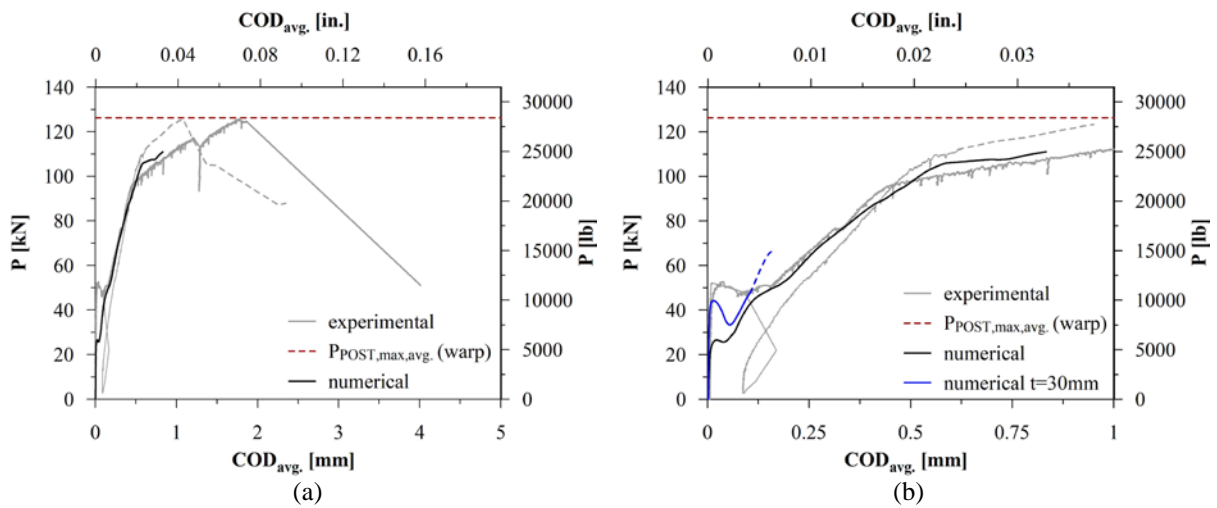 (a)
COD_avg. [in.]
0 0.04 0.08 0.12 0.16
P [kN]
140
120
100
80
60
40
20
0
30000
25000
20000
15000
10000
5000
0
P [lb]
experimental
P_POST,max,avg. (warp)
numerical
0 1 2 3 4 5
COD_avg. [mm]
(a)
(b)
COD_avg. [in.]
0 0.01 0.02 0.03
P [kN]
140
120
100
80
60
40
20
0
30000
25000
20000
15000
10000
5000
0
P [lb]
experimental
P_POST,max,avg. (warp)
numerical
numerical t=30mm
0 0.25 0.5 0.75 1
COD_avg. [mm]
(b)